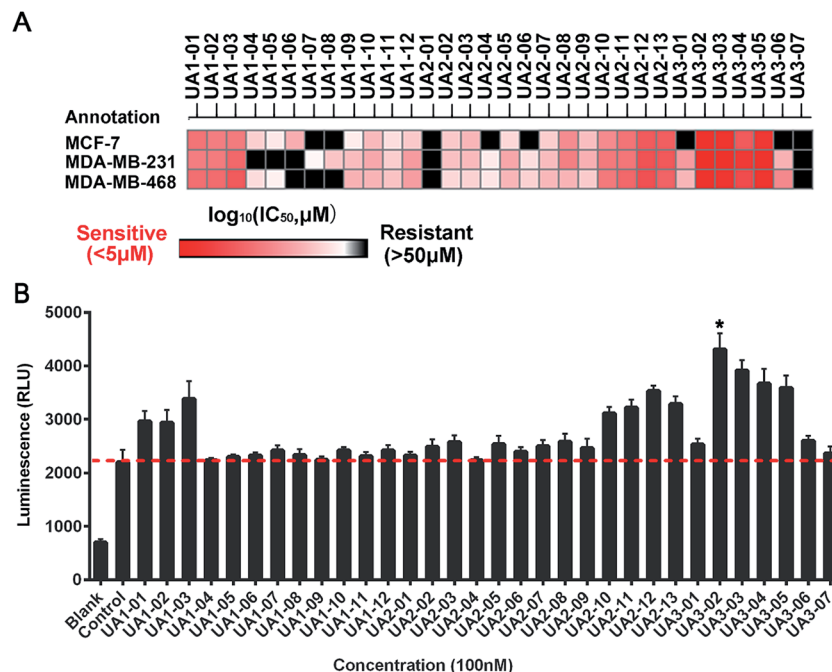 A
UA1-01
UA1-02
UA1-03
UA1-04
UA1-05
UA1-06
UA1-07
UA1-08
UA1-09
UA1-10
UA1-11
UA1-12
UA2-01
UA2-02
UA2-03
UA2-04
UA2-05
UA2-06
UA2-07
UA2-08
UA2-09
UA2-10
UA2-11
UA2-12
UA2-13
UA3-01
UA3-02
UA3-03
UA3-04
UA3-05
UA3-06
UA3-07
Annotation
MCF-7
MDA-MB-231
MDA-MB-468
log₁₀(IC₅₀,μM)
Sensitive
(<5μM)
Resistant
(>50μM)
B
Luminescence (RLU)
5000
4000
3000
2000
1000
0
*
Blank
Control
UA1-01
UA1-02
UA1-03
UA1-04
UA1-05
UA1-06
UA1-07
UA1-08
UA1-09
UA1-10
UA1-11
UA1-12
UA2-01
UA2-02
UA2-03
UA2-04
UA2-05
UA2-06
UA2-07
UA2-08
UA2-09
UA2-10
UA2-11
UA2-12
UA2-13
UA3-01
UA3-02
UA3-03
UA3-04
UA3-05
UA3-06
UA3-07
Concentration (100nM)